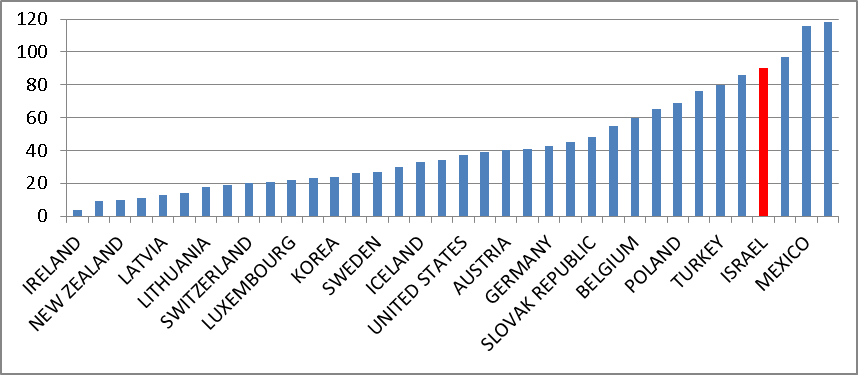 120
100
80
60
40
20
0
IRELAND
NEW ZEALAND
LATVIA
LITHUANIA
SWITZERLAND
LUXEMBOURG
KOREA
SWEDEN
ICELAND
UNITED STATES
AUSTRIA
GERMANY
SLOVAK REPUBLIC
BELGIUM
POLAND
TURKEY
ISRAEL
MEXICO